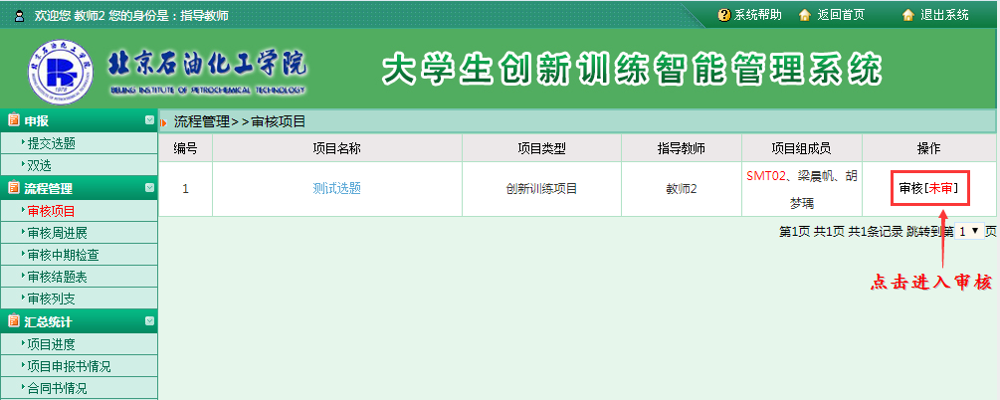 欢迎您 教师2 您的身份是：指导教师
系统帮助 返回首页 退出系统
北京石油化工学院
BEIJING INSTITUTE OF PETROCHEMICAL TECHNOLOGY
大学生创新训练智能管理系统
申报
提交选题
双选
流程管理
审核项目
审核周进展
审核中期检查
审核结题表
审核列支
汇总统计
项目进度
项目申报书情况
合同书情况
流程管理>>审核项目
编号 项目名称 项目类型 指导教师 项目组成员 操作
1 测试选题 创新训练项目 教师2 SMT02、梁晨帆、胡
梦瑀 审核[未审]
第1页 共1页 共1条记录 跳转到第 1 页
点击进入审核